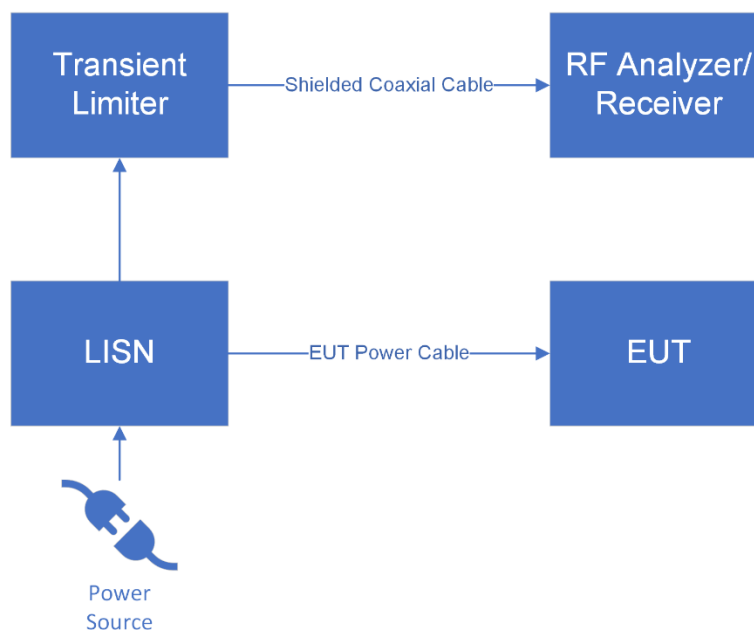 Transient
Limiter
Shielded Coaxial Cable
RF Analyzer/
Receiver
LISN
EUT Power Cable
EUT
Power
Source